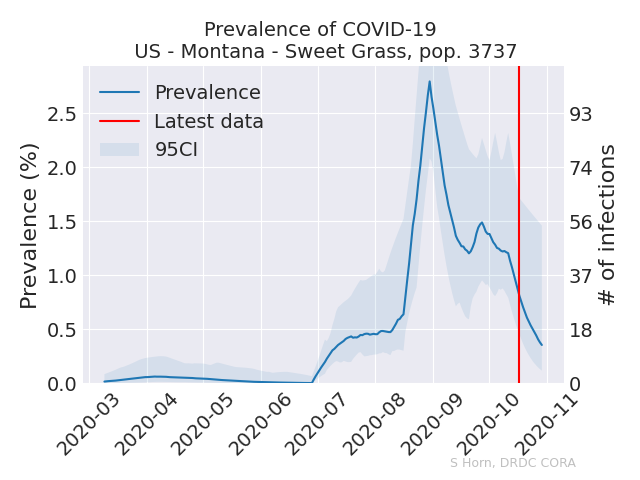 Prevalence of COVID-19
US - Montana - Sweet Grass, pop. 3737
Prevalence
Latest data
95CI
Prevalence (%)
2.5
2.0
1.5
1.0
0.5
0.0
93
74
56
37
18
0
# of infections
2020-03
2020-04
2020-05
2020-06
2020-07
2020-08
2020-09
2020-10
2020-11
S Horn, DRDC CORA